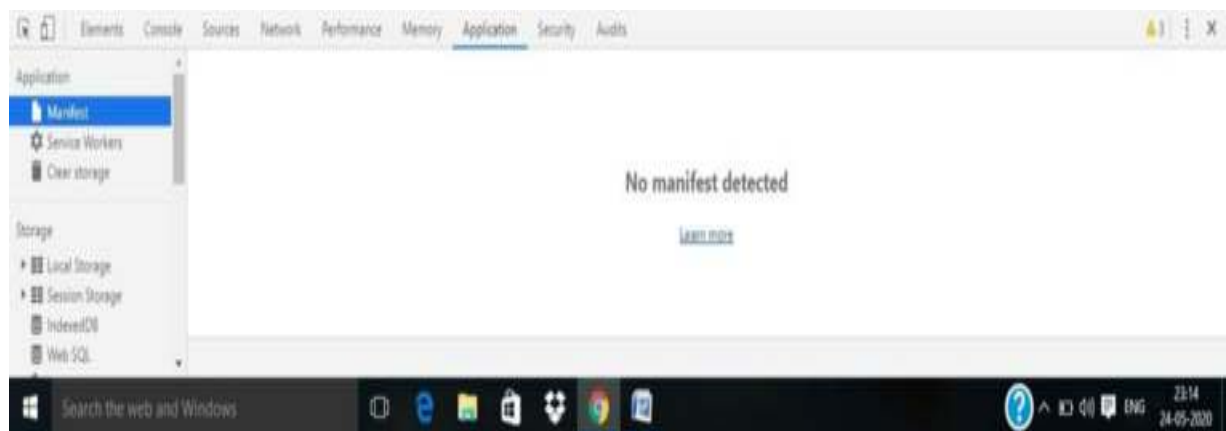 Elements Console Sources Network Performance Memory Application Security Audits
Application
Manifest
Service Workers
Clear storage
Storage
Local Storage
Session Storage
IndexedDB
Web SQL
No manifest detected
Learn more
Search the web and Windows
ENG
23:14
24-05-2020